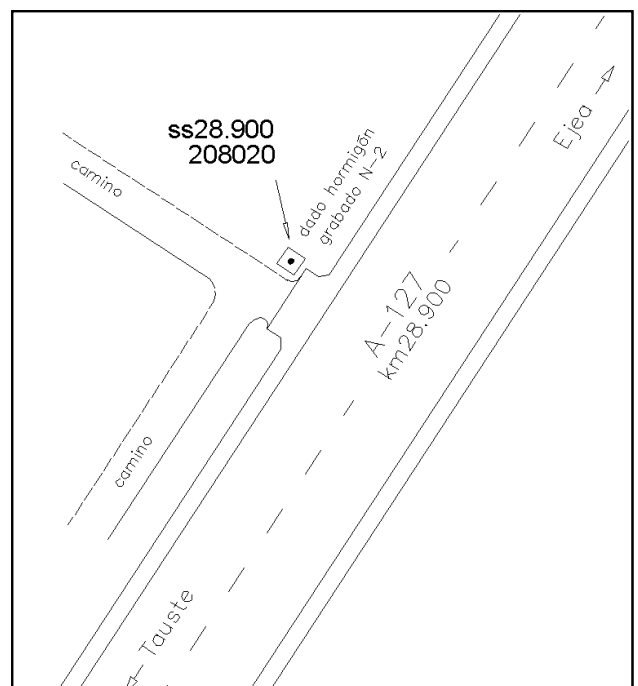 ss28.900
208020
dado hormigón
grabado N-2
camino
Ejea
A-127
km28.900
camino
Tauste